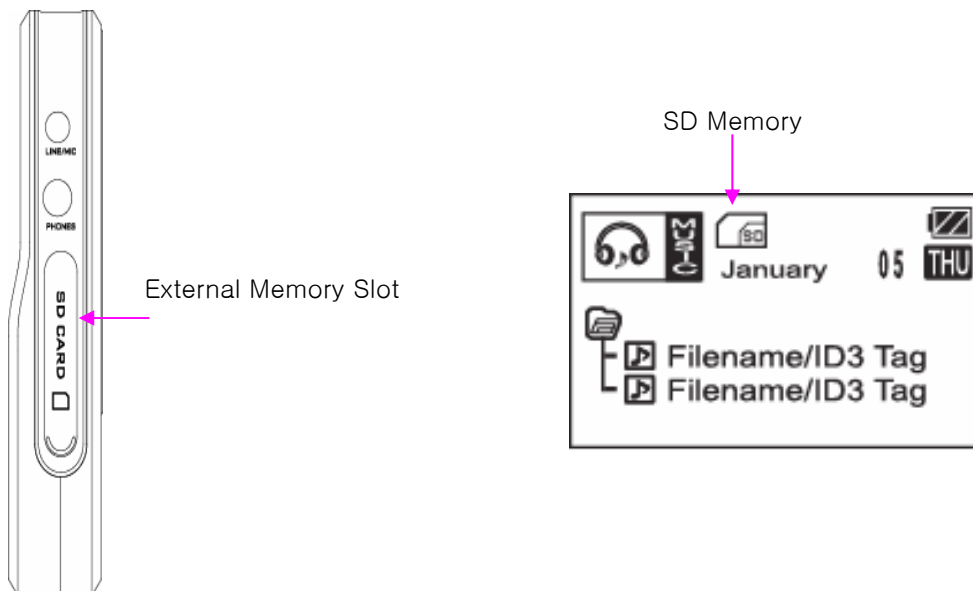 LINE/MIC
PHONES
SD CARD
External Memory Slot
SD Memory
MUSIC
SD
January 05 THU
Filename/ID3 Tag
Filename/ID3 Tag